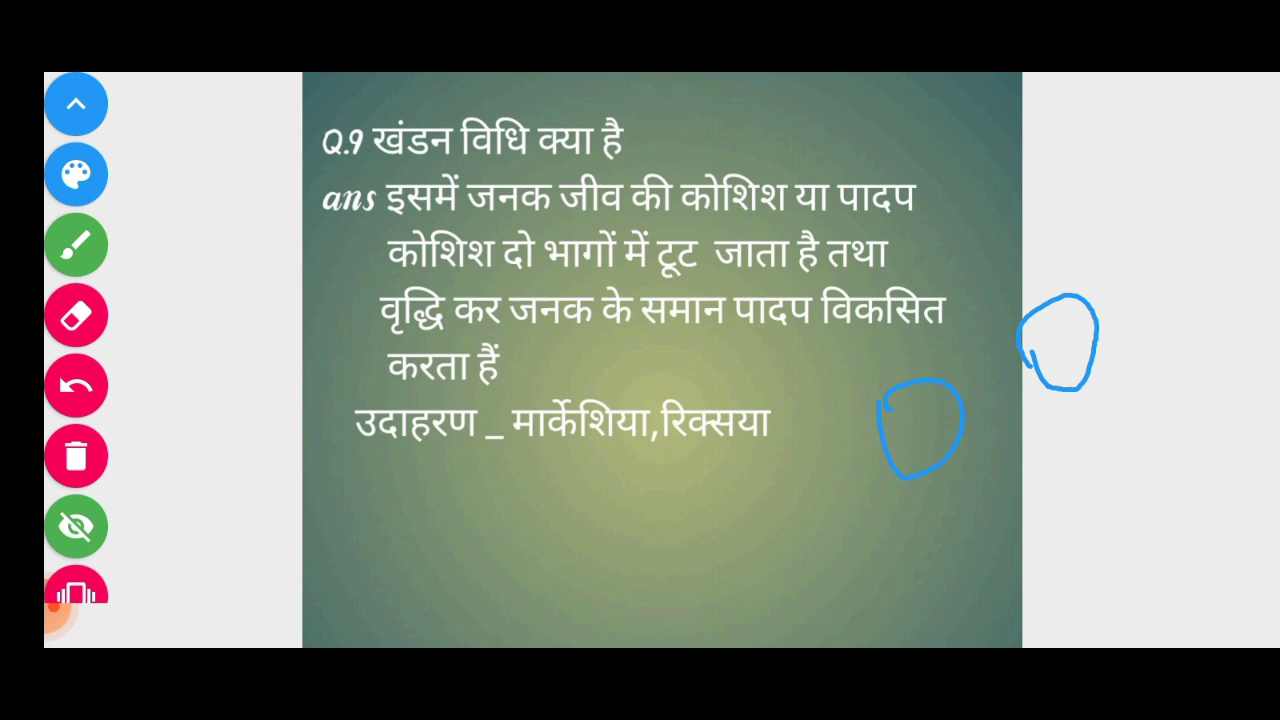 Q.9 खंडन विधि क्या है
ans इसमें जनक जीव की कोशिश या पादप
कोशिश दो भागों में टूट जाता है तथा
वृद्धि कर जनक के समान पादप विकसित
करता हैं
उदाहरण _ मार्केशिया,रिक्सया